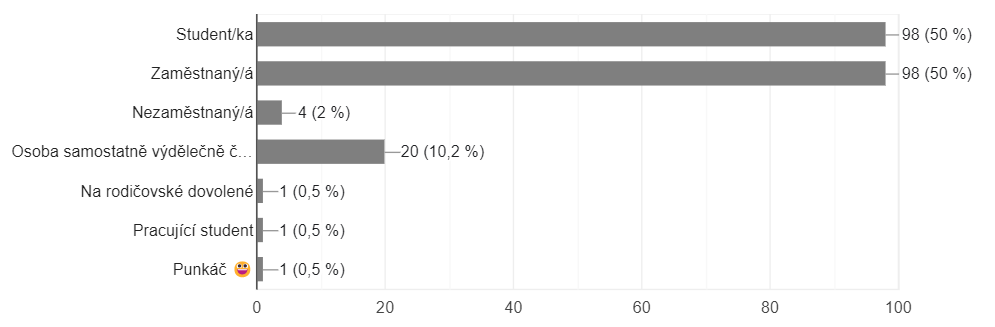 Student/ka 98 (50 %)
Zaměstnaný/á 98 (50 %)
Nezaměstnaný/á 4 (2 %)
Osoba samostatně výdělečně č… 20 (10,2 %)
Na rodičovské dovolené 1 (0,5 %)
Pracující student 1 (0,5 %)
Punkáč 😀 1 (0,5 %)
0 20 40 60 80 100